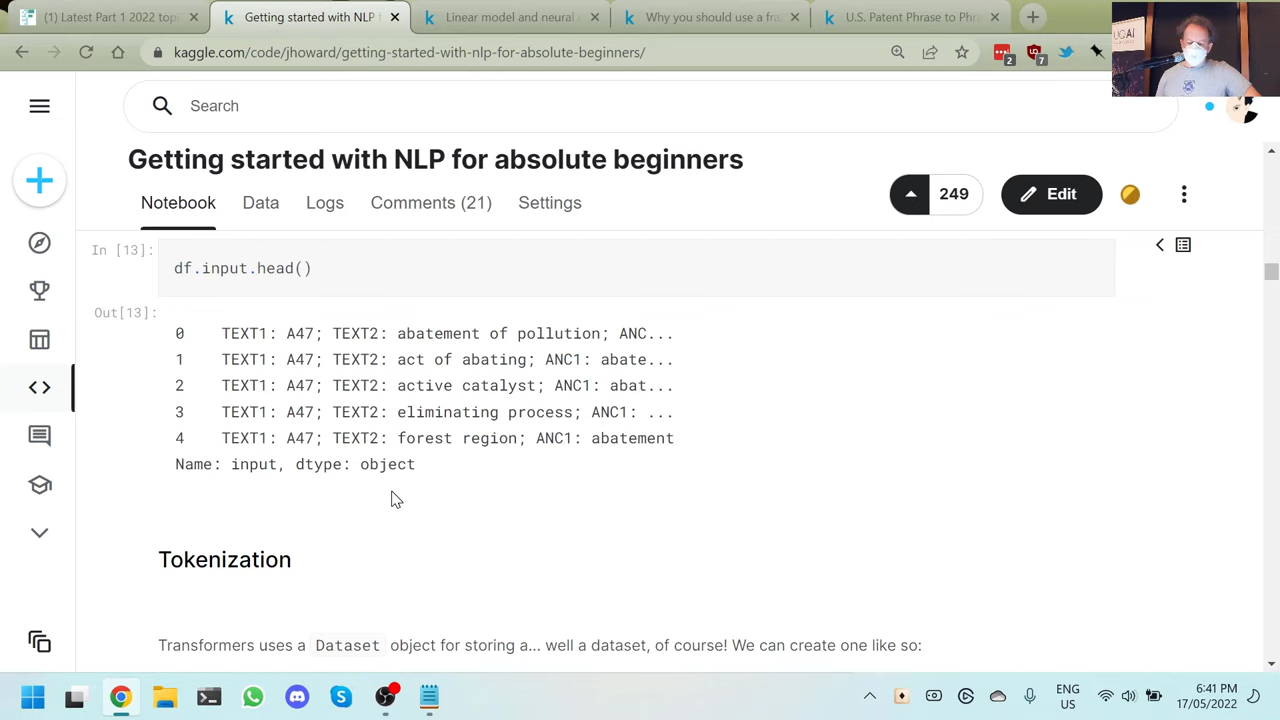 (1) Latest Part 1 2022 topi
Getting started with NLP f
Linear model and neural
Why you should use a fra
U.S. Patent Phrase to Phr
kaggle.com/code/jhoward/getting-started-with-nlp-for-absolute-beginners/
2
7
Search
Getting started with NLP for absolute beginners
Notebook
Data
Logs
Comments (21)
Settings
249
Edit
In [13]:
df.input.head()
Out[13]:
0 TEXT1: A47; TEXT2: abatement of pollution; ANC...
1 TEXT1: A47; TEXT2: act of abating; ANC1: abate...
2 TEXT1: A47; TEXT2: active catalyst; ANC1: abat...
3 TEXT1: A47; TEXT2: eliminating process; ANC1: ...
4 TEXT1: A47; TEXT2: forest region; ANC1: abatement
Name: input, dtype: object
Tokenization
Transformers uses a Dataset object for storing a... well a dataset, of course! We can create one like so:
ENG
US
6:41 PM
17/05/2022